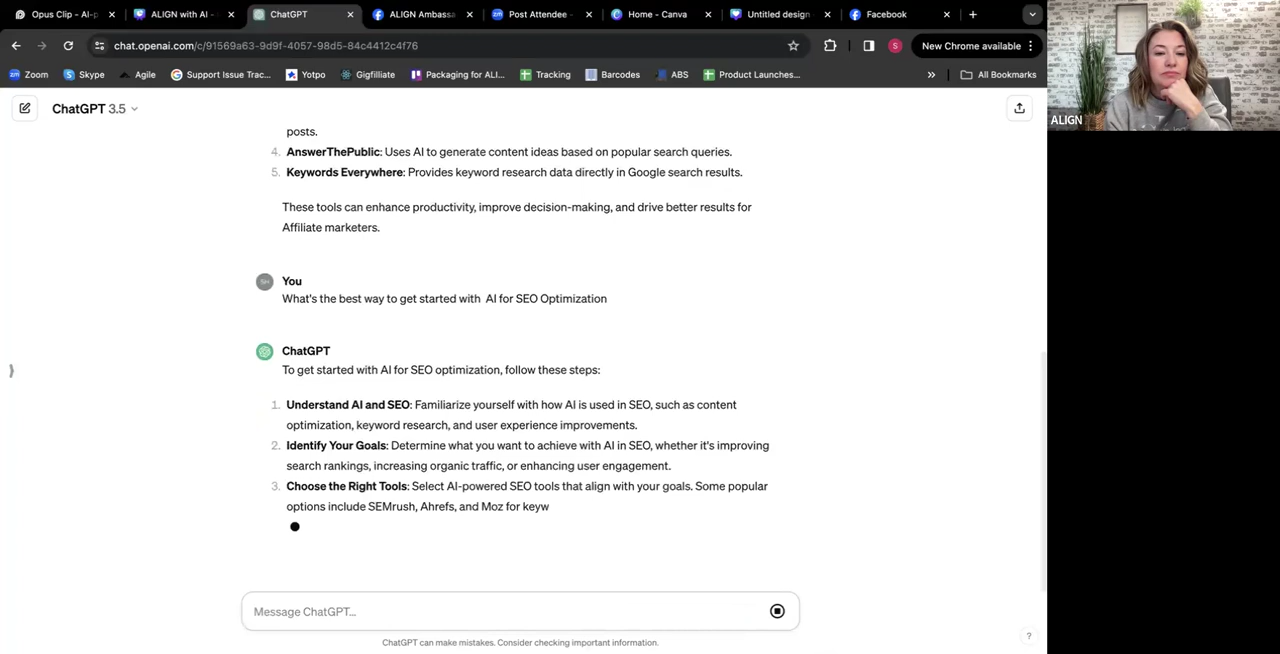 Opus Clip – AI-p
ALIGN with AI -
ChatGPT
ALIGN Ambassa
Post Attendee -
Home - Canva
Untitled design
Facebook
chat.openai.com/c/91569a63-9d9f-4057-98d5-84c4412c4f76
S
New Chrome available
zm Zoom
Skype
Agile
Support Issue Trac...
Yotpo
Gigfilliate
Packaging for ALI...
Tracking
Barcodes
ABS
Product Launches...
»
All Bookmarks
ChatGPT 3.5
ALIGN
posts.
4. AnswerThePublic: Uses AI to generate content ideas based on popular search queries.
5. Keywords Everywhere: Provides keyword research data directly in Google search results.
These tools can enhance productivity, improve decision-making, and drive better results for
Affiliate marketers.
You
What's the best way to get started with  AI for SEO Optimization
ChatGPT
To get started with AI for SEO optimization, follow these steps:
1. Understand AI and SEO: Familiarize yourself with how AI is used in SEO, such as content
optimization, keyword research, and user experience improvements.
2. Identify Your Goals: Determine what you want to achieve with AI in SEO, whether it's improving
search rankings, increasing organic traffic, or enhancing user engagement.
3. Choose the Right Tools: Select AI-powered SEO tools that align with your goals. Some popular
options include SEMrush, Ahrefs, and Moz for keyw
Message ChatGPT...
ChatGPT can make mistakes. Consider checking important information.
?